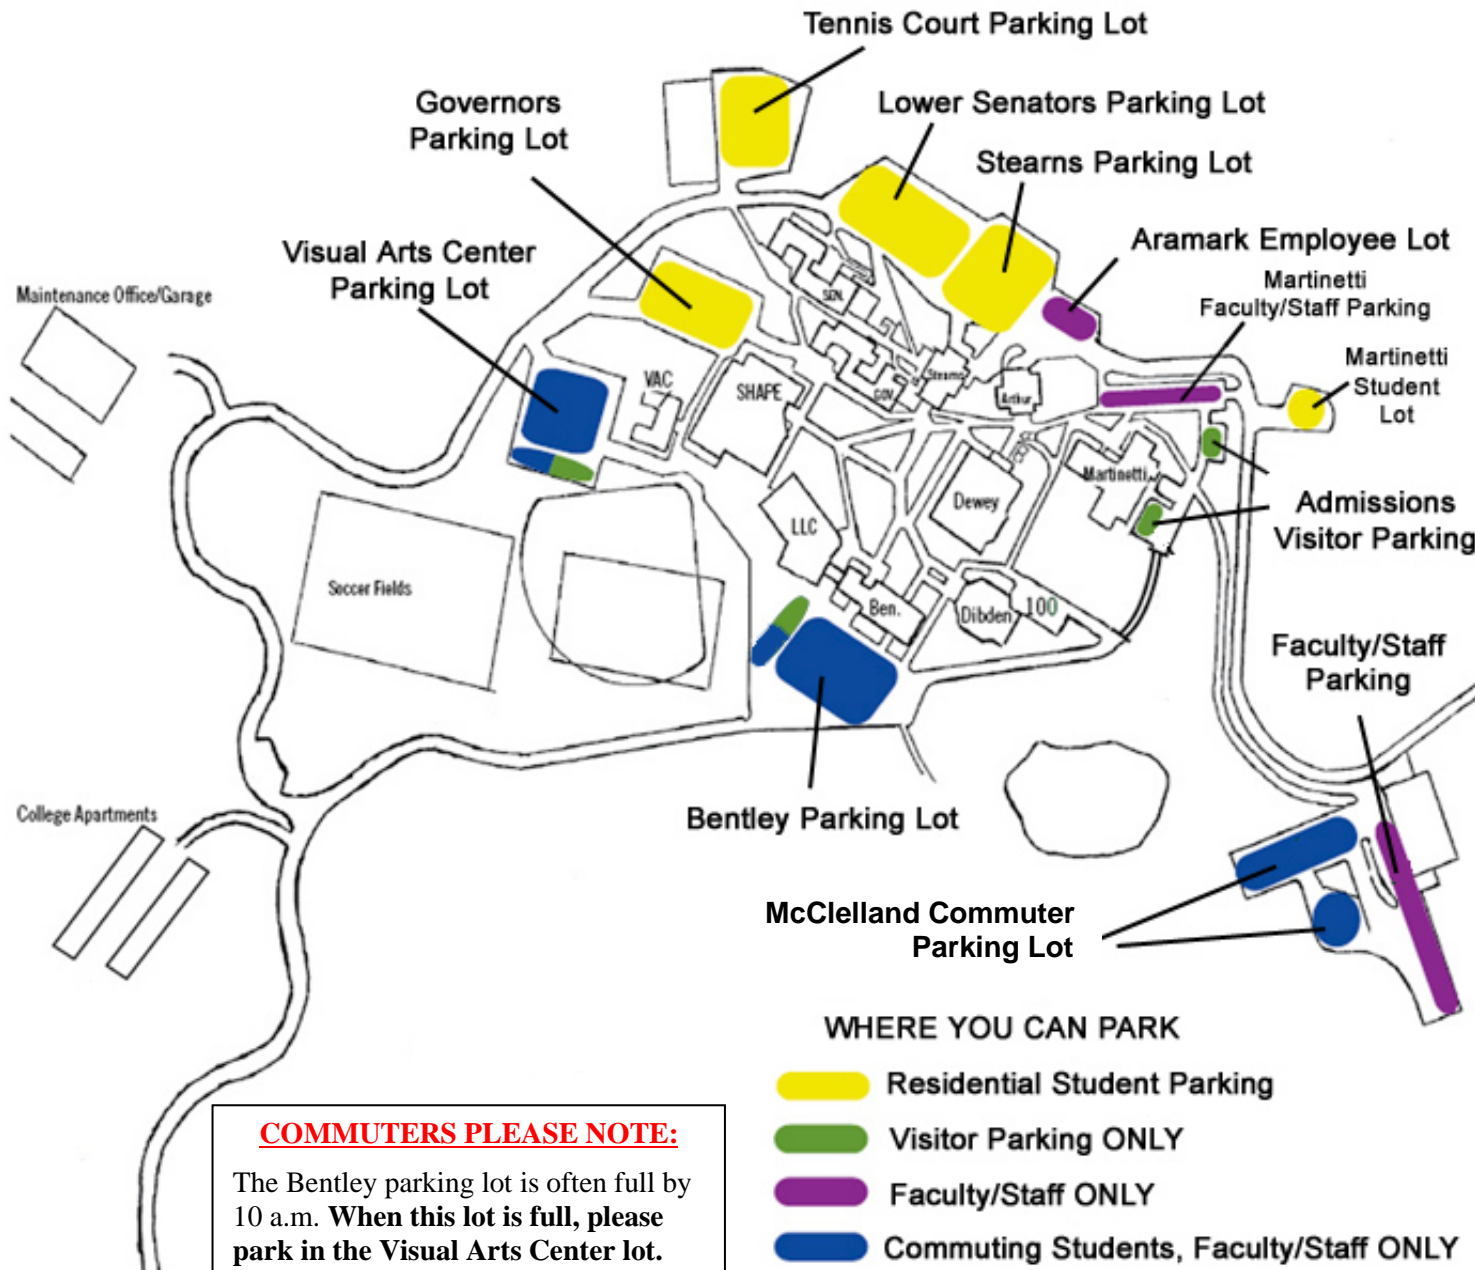 Tennis Court Parking Lot
Governors
Parking Lot
Lower Senators Parking Lot
Stearns Parking Lot
Visual Arts Center
Parking Lot
Aramark Employee Lot
Martinetti
Faculty/Staff Parking
Maintenance Office/Garage
Martinetti
Student
Lot
SEN.
VAC
SHAPE
GOV
Stearns
Arthur
Martinetti
Dewey
LLC
Admissions
Visitor Parking
Soccer Fields
Ben.
Dibden
100
Faculty/Staff
Parking
College Apartments
Bentley Parking Lot
McClelland Commuter
Parking Lot
WHERE YOU CAN PARK
Residential Student Parking
Visitor Parking ONLY
Faculty/Staff ONLY
Commuting Students, Faculty/Staff ONLY
COMMUTERS PLEASE NOTE:
The Bentley parking lot is often full by
10 a.m. When this lot is full, please
park in the Visual Arts Center lot.